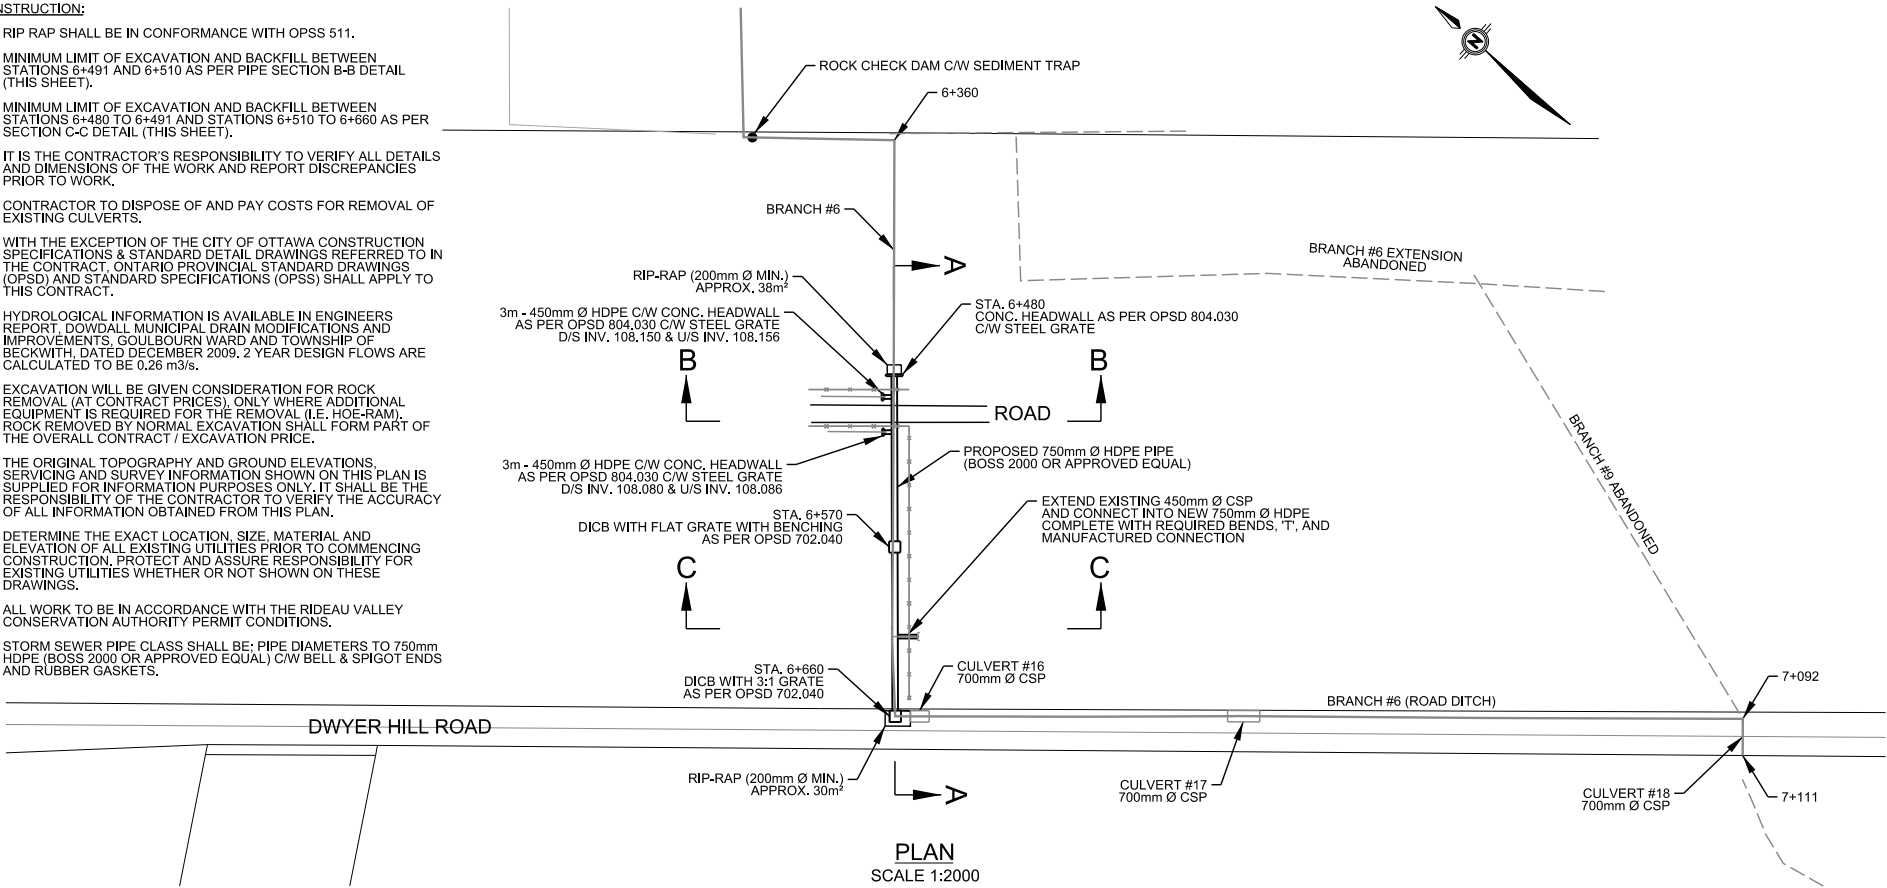 NSTRUCTION:
RIP RAP SHALL BE IN CONFORMANCE WITH OPSS 511.
MINIMUM LIMIT OF EXCAVATION AND BACKFILL BETWEEN
STATIONS 6+491 AND 6+510 AS PER PIPE SECTION B-B DETAIL
(THIS SHEET).
MINIMUM LIMIT OF EXCAVATION AND BACKFILL BETWEEN
STATIONS 6+480 TO 6+491 AND STATIONS 6+510 TO 6+660 AS PER
SECTION C-C DETAIL (THIS SHEET).
IT IS THE CONTRACTOR'S RESPONSIBILITY TO VERIFY ALL DETAILS
AND DIMENSIONS OF THE WORK AND REPORT DISCREPANCIES
PRIOR TO WORK.
CONTRACTOR TO DISPOSE OF AND PAY COSTS FOR REMOVAL OF
EXISTING CULVERTS.
WITH THE EXCEPTION OF THE CITY OF OTTAWA CONSTRUCTION
SPECIFICATIONS & STANDARD DETAIL DRAWINGS REFERRED TO IN
THE CONTRACT, ONTARIO PROVINCIAL STANDARD DRAWINGS
(OPSD) AND STANDARD SPECIFICATIONS (OPSS) SHALL APPLY TO
THIS CONTRACT.
HYDROLOGICAL INFORMATION IS AVAILABLE IN ENGINEERS
REPORT, DOWDALL MUNICIPAL DRAIN MODIFICATIONS AND
IMPROVEMENTS, GOULBOURN WARD AND TOWNSHIP OF
BECKWITH, DATED DECEMBER 2009. 2 YEAR DESIGN FLOWS ARE
CALCULATED TO BE 0.26 m3/s.
EXCAVATION WILL BE GIVEN CONSIDERATION FOR ROCK
REMOVAL (AT CONTRACT PRICES), ONLY WHERE ADDITIONAL
EQUIPMENT IS REQUIRED FOR THE REMOVAL (I.E. HOE-RAM).
ROCK REMOVED BY NORMAL EXCAVATION SHALL FORM PART OF
THE OVERALL CONTRACT / EXCAVATION PRICE.
THE ORIGINAL TOPOGRAPHY AND GROUND ELEVATIONS,
SERVICING AND SURVEY INFORMATION SHOWN ON THIS PLAN IS
SUPPLIED FOR INFORMATION PURPOSES ONLY. IT SHALL BE THE
RESPONSIBILITY OF THE CONTRACTOR TO VERIFY THE ACCURACY
OF ALL INFORMATION OBTAINED FROM THIS PLAN.
DETERMINE THE EXACT LOCATION, SIZE, MATERIAL AND
ELEVATION OF ALL EXISTING UTILITIES PRIOR TO COMMENCING
CONSTRUCTION. PROTECT AND ASSURE RESPONSIBILITY FOR
EXISTING UTILITIES WHETHER OR NOT SHOWN ON THESE
DRAWINGS.
ALL WORK TO BE IN ACCORDANCE WITH THE RIDEAU VALLEY
CONSERVATION AUTHORITY PERMIT CONDITIONS.
STORM SEWER PIPE CLASS SHALL BE; PIPE DIAMETERS TO 750mm
HDPE (BOSS 2000 OR APPROVED EQUAL) C/W BELL & SPIGOT ENDS
AND RUBBER GASKETS.
ROCK CHECK DAM C/W SEDIMENT TRAP
6+360
N
BRANCH #6
A
BRANCH #6 EXTENSION
ABANDONED
RIP-RAP (200mm Ø MIN.)
APPROX. 38m²
3m - 450mm Ø HDPE C/W CONC. HEADWALL
AS PER OPSD 804.030 C/W STEEL GRATE
D/S INV. 108.150 & U/S INV. 108.156
STA. 6+480
CONC. HEADWALL AS PER OPSD 804.030
C/W STEEL GRATE
B
B
ROAD
3m - 450mm Ø HDPE C/W CONC. HEADWALL
AS PER OPSD 804.030 C/W STEEL GRATE
D/S INV. 108.080 & U/S INV. 108.086
PROPOSED 750mm Ø HDPE PIPE
(BOSS 2000 OR APPROVED EQUAL)
BRANCH #9 ABANDONED
STA. 6+570
DICB WITH FLAT GRATE WITH BENCHING
AS PER OPSD 702.040
EXTEND EXISTING 450mm Ø CSP
AND CONNECT INTO NEW 750mm Ø HDPE
COMPLETE WITH REQUIRED BENDS, 'T', AND
MANUFACTURED CONNECTION
C
C
STA. 6+660
DICB WITH 3:1 GRATE
AS PER OPSD 702.040
CULVERT #16
700mm Ø CSP
BRANCH #6 (ROAD DITCH)
7+092
DWYER HILL ROAD
RIP-RAP (200mm Ø MIN.)
APPROX. 30m²
A
CULVERT #17
700mm Ø CSP
CULVERT #18
700mm Ø CSP
7+111
PLAN
SCALE 1:2000